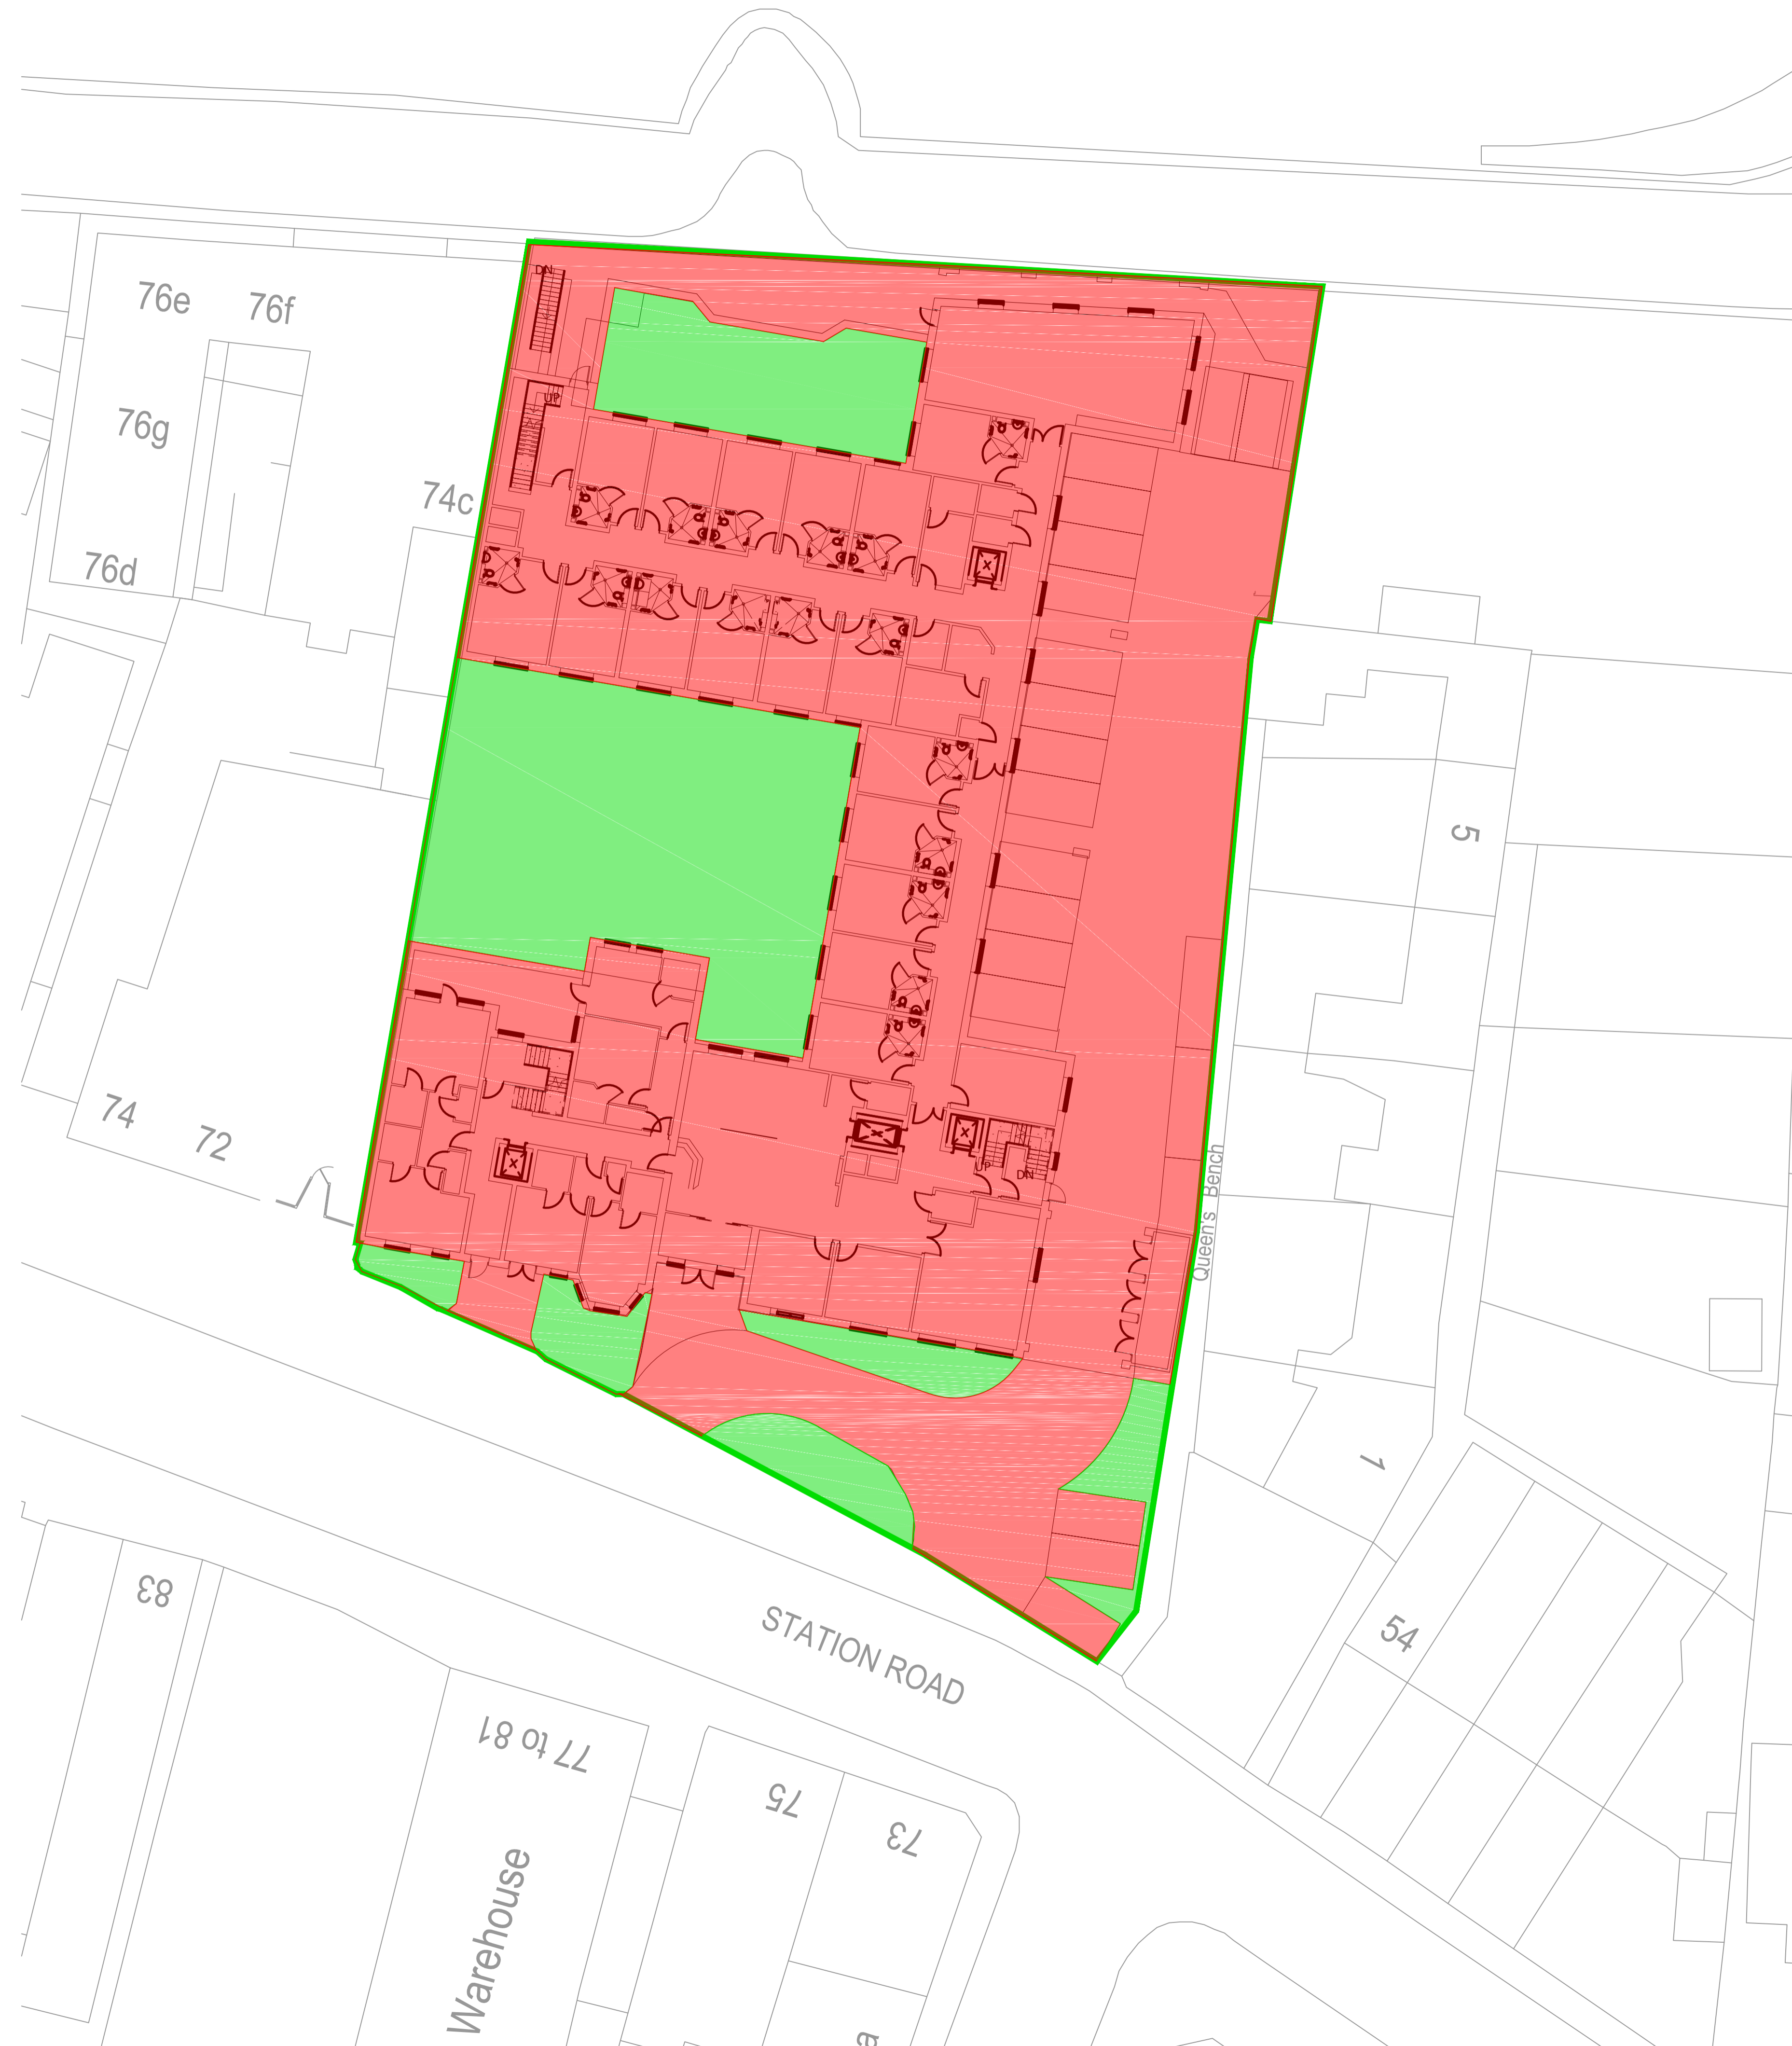 DN
76e
76f
UP
76g
74c
76d
5
74
72
Queen's Bench
UP
DN
1
83
54
STATION ROAD
77 to 81
75
73
Warehouse
a